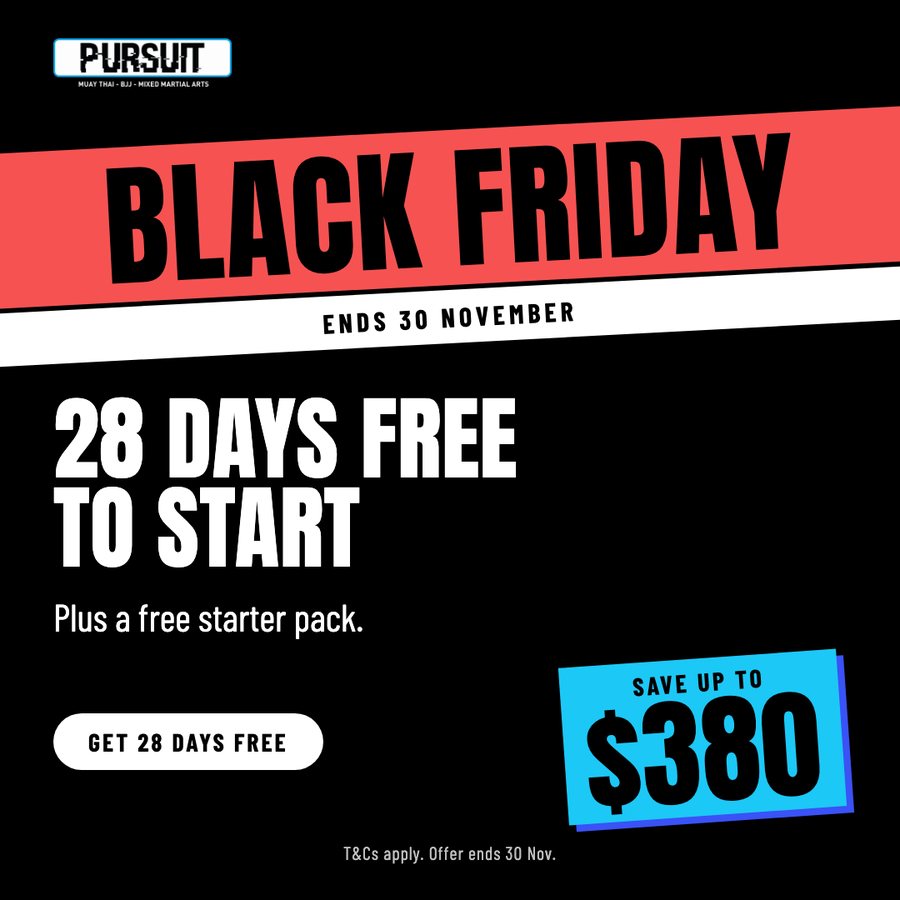 PURSUIT
MUAY THAI - BJJ - MIXED MARTIAL ARTS
BLACK FRIDAY
ENDS 30 NOVEMBER
28 DAYS FREE
TO START
Plus a free starter pack.
GET 28 DAYS FREE
SAVE UP TO
$380
T&Cs apply. Offer ends 30 Nov.